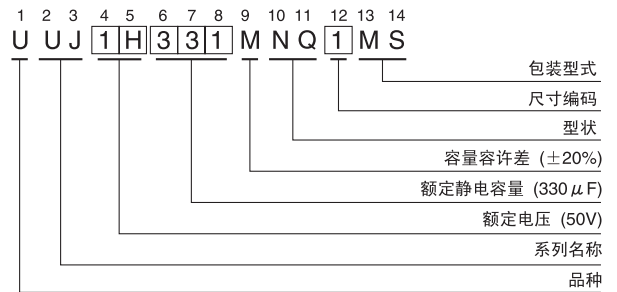 1 2 3 4 5 6 7 8 9 10 11 12 13 14
U U J 1 H 3 3 1 M N Q 1 M S
包装型式
尺寸编码
型状
容量容许差 (±20%)
额定静电容量 (330μF)
额定电压 (50V)
系列名称
品种